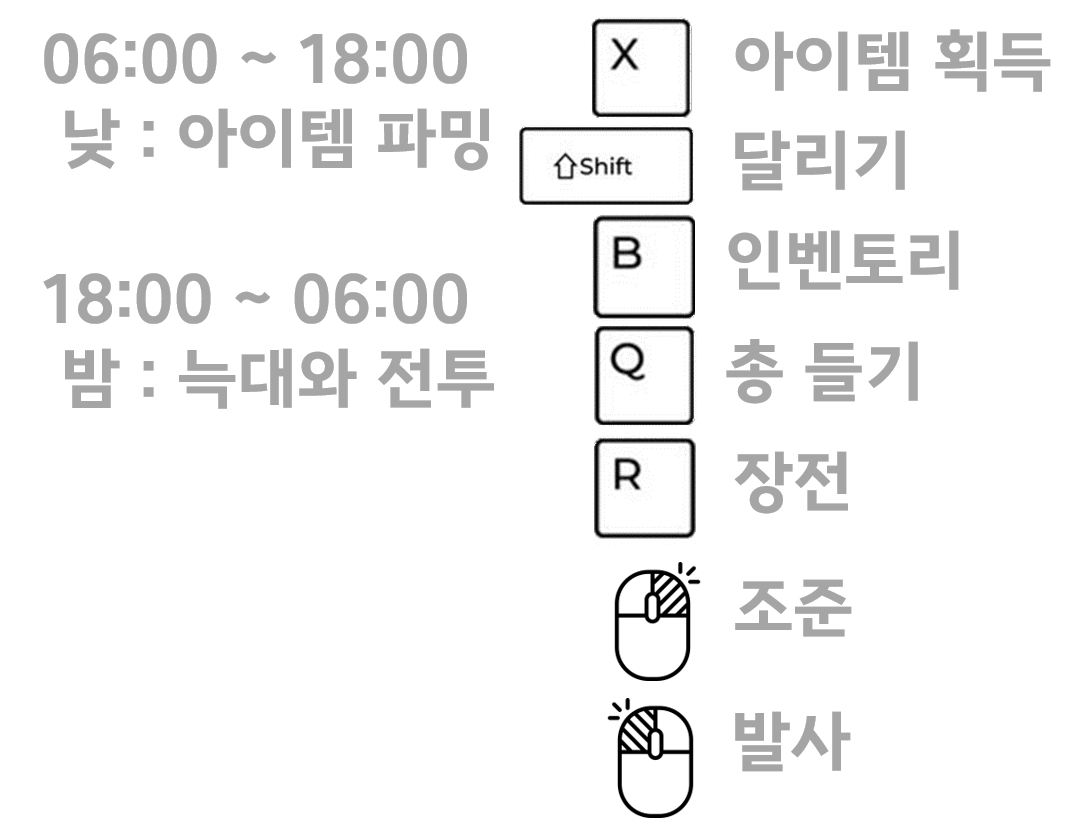 06:00 ~ 18:00
낮 : 아이템 파밍
18:00 ~ 06:00
밤 : 늑대와 전투
X 아이템 획득
⇧Shift 달리기
B 인벤토리
Q 총 들기
R 장전
조준
발사